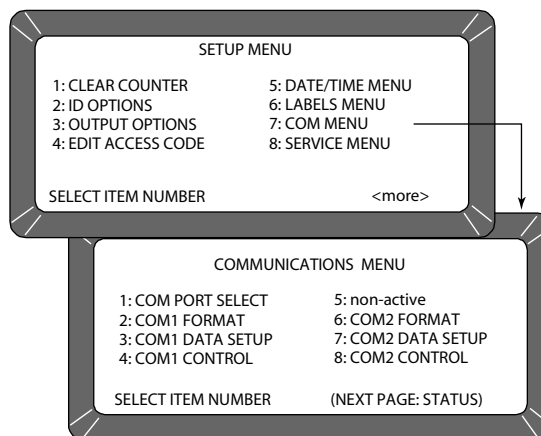 SETUP MENU
1: CLEAR COUNTER 5: DATE/TIME MENU
2: ID OPTIONS 6: LABELS MENU
3: OUTPUT OPTIONS 7: COM MENU
4: EDIT ACCESS CODE 8: SERVICE MENU
SELECT ITEM NUMBER <more>
COMMUNICATIONS MENU
1: COM PORT SELECT 5: non-active
2: COM1 FORMAT 6: COM2 FORMAT
3: COM1 DATA SETUP 7: COM2 DATA SETUP
4: COM1 CONTROL 8: COM2 CONTROL
SELECT ITEM NUMBER (NEXT PAGE: STATUS)